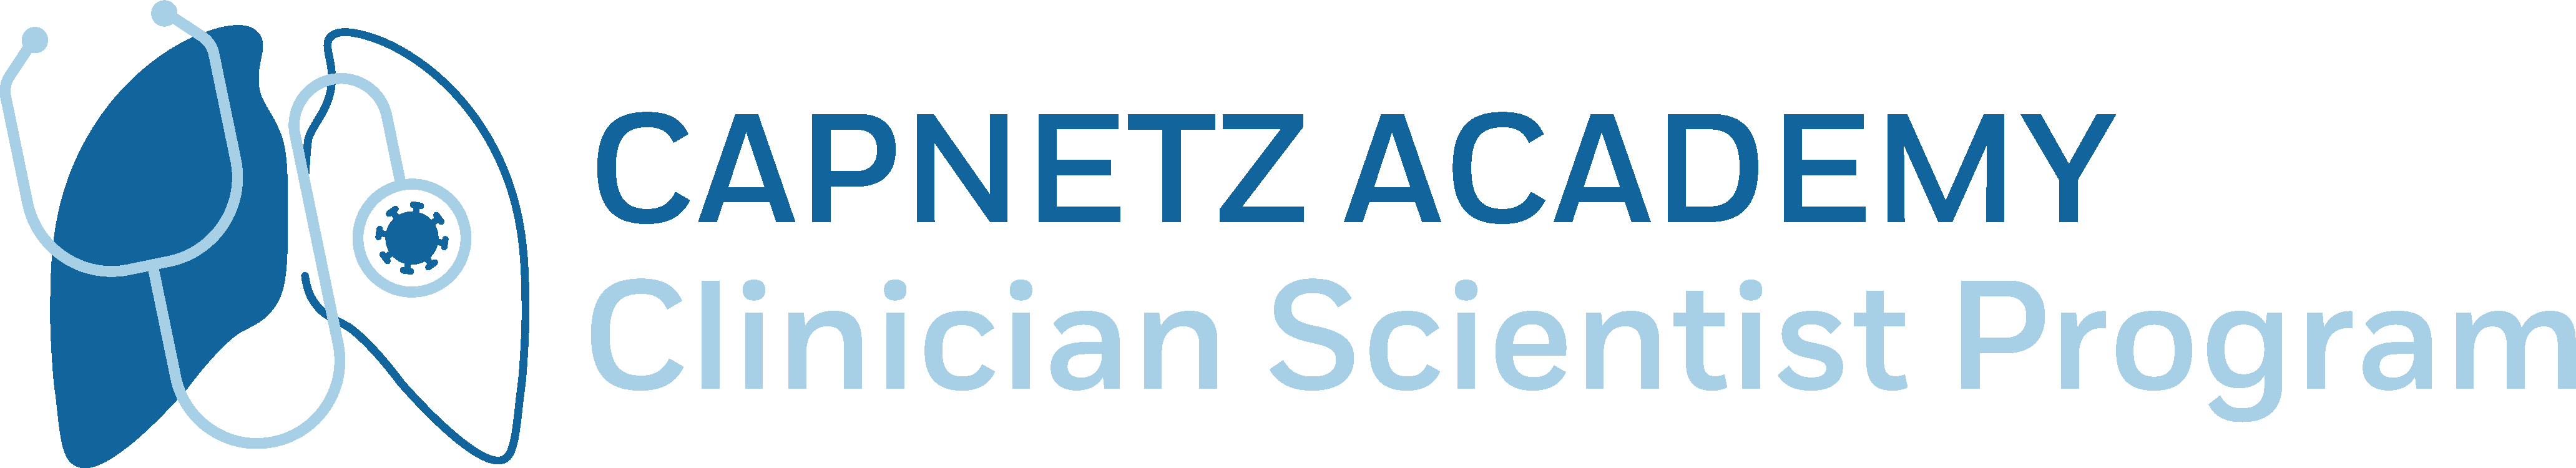 CAPNETZ ACADEMY
Clinician Scientist Program